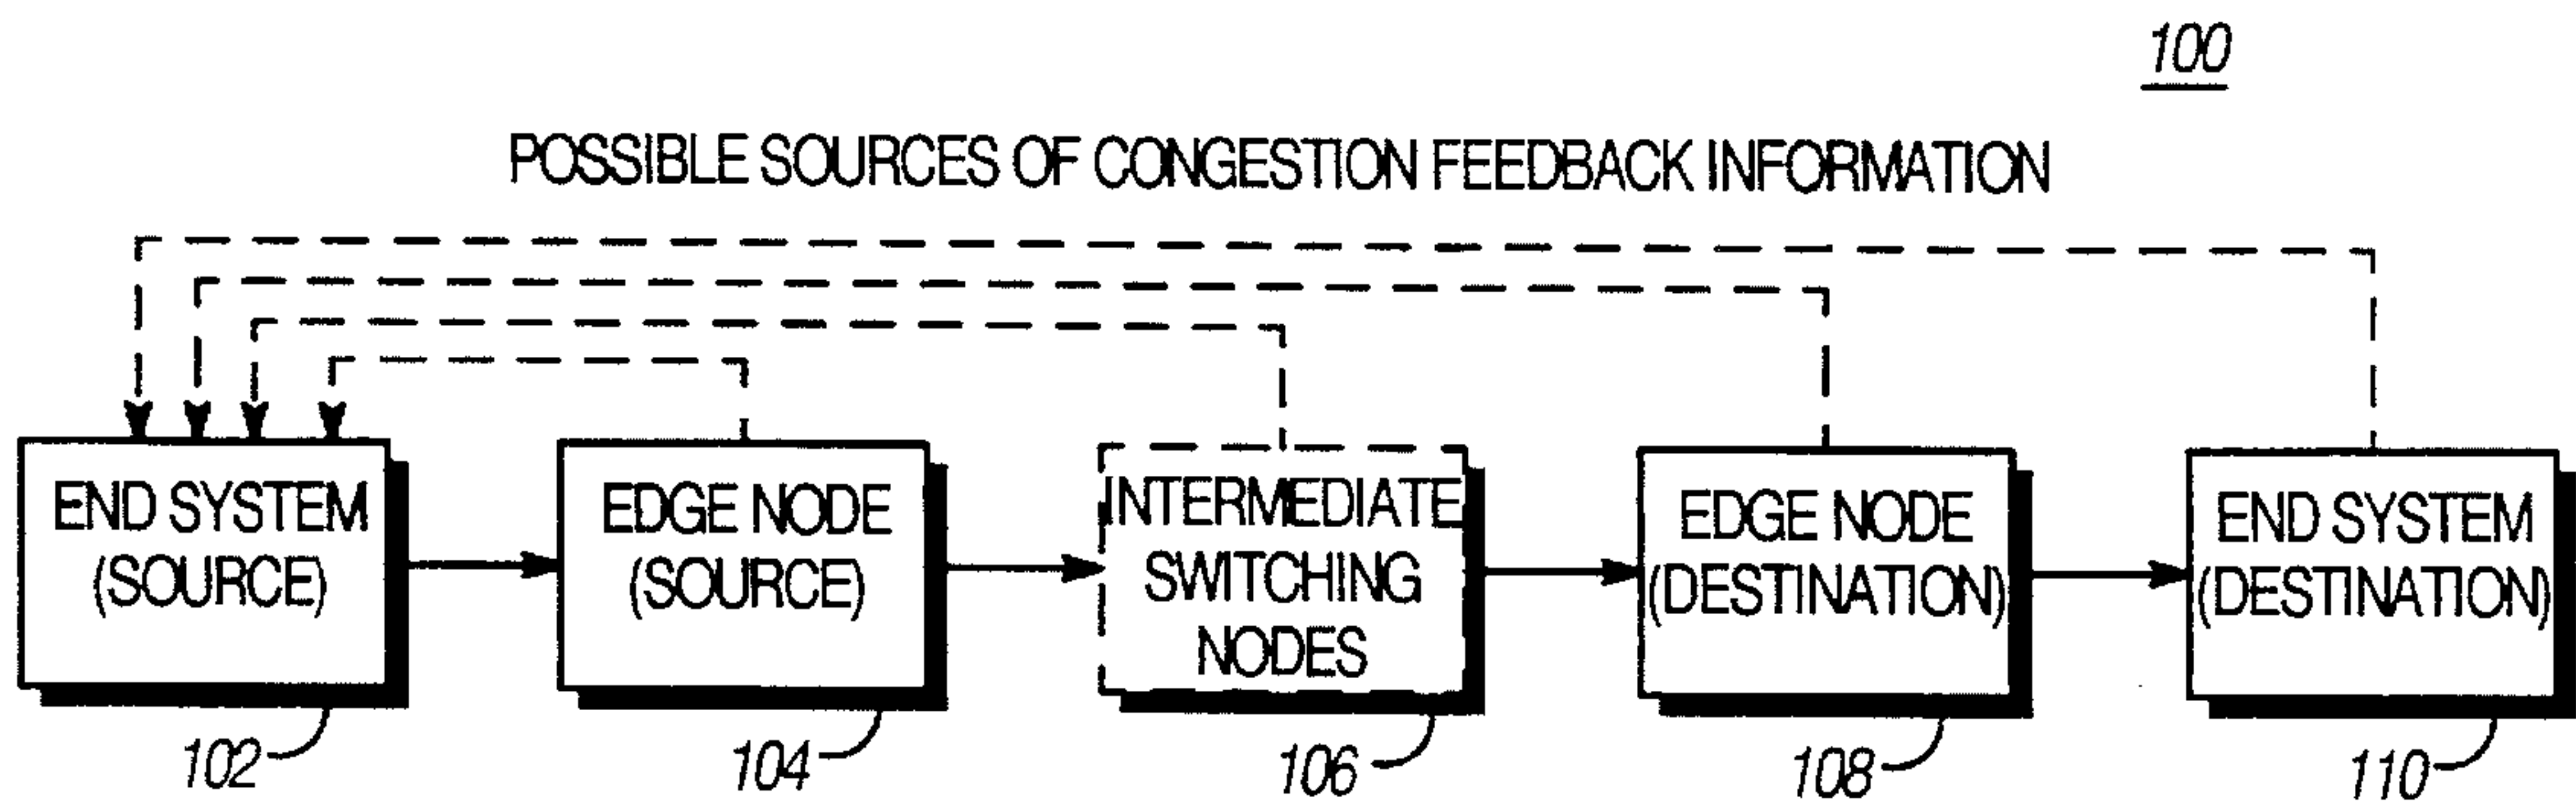 100
POSSIBLE SOURCES OF CONGESTION FEEDBACK INFORMATION
END SYSTEM
(SOURCE)
EDGE NODE
(SOURCE)
INTERMEDIATE
SWITCHING
NODES
EDGE NODE
(DESTINATION)
END SYSTEM
(DESTINATION)
102
104
106
108
110